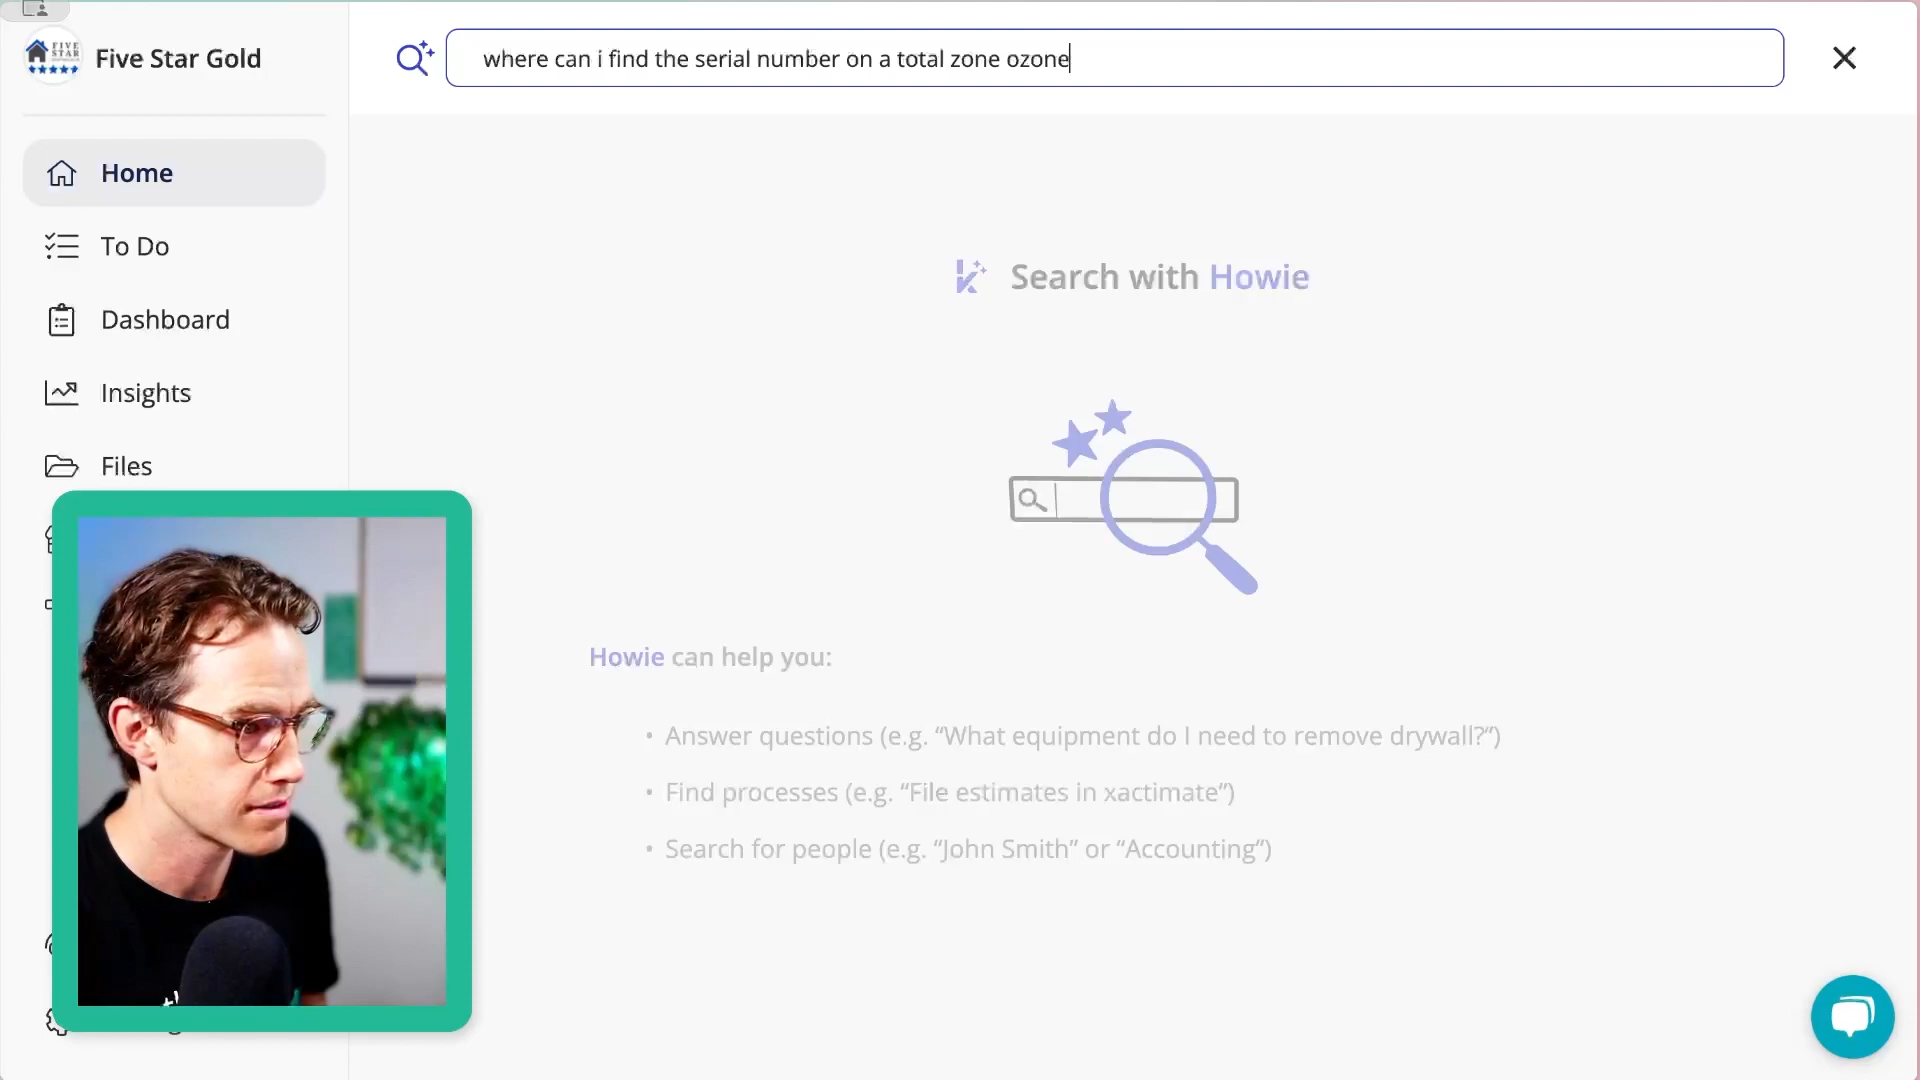 FIVE
STAR
Five Star Gold
where can i find the serial number on a total zone ozone
Home
To Do
Dashboard
Insights
Files
Search with Howie
Howie can help you:
• Answer questions (e.g. “What equipment do I need to remove drywall?”)
• Find processes (e.g. “File estimates in xactimate”)
• Search for people (e.g. “John Smith” or “Accounting”)